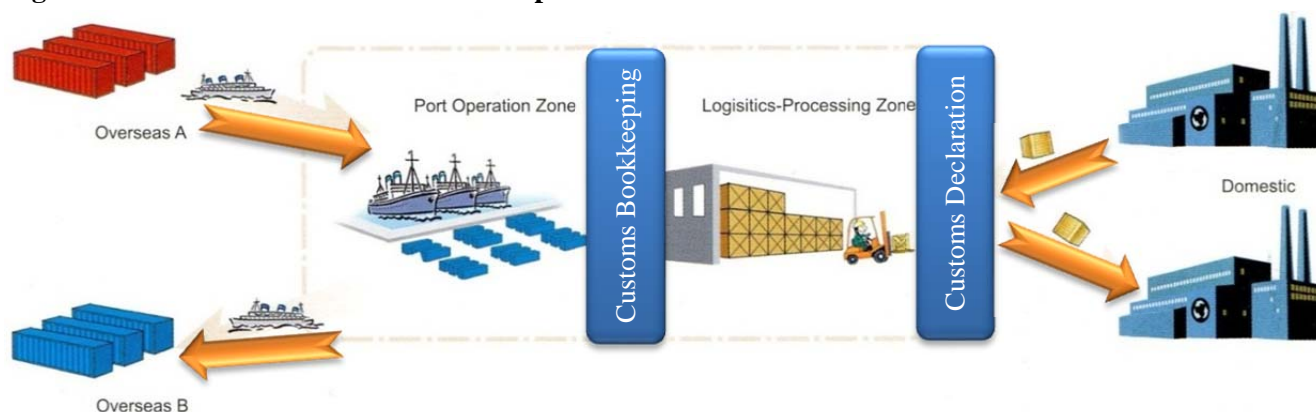 Overseas A
Port Operation Zone
Customs Bookkeeping
Logisitics-Processing Zone
Customs Declaration
Domestic
Overseas B